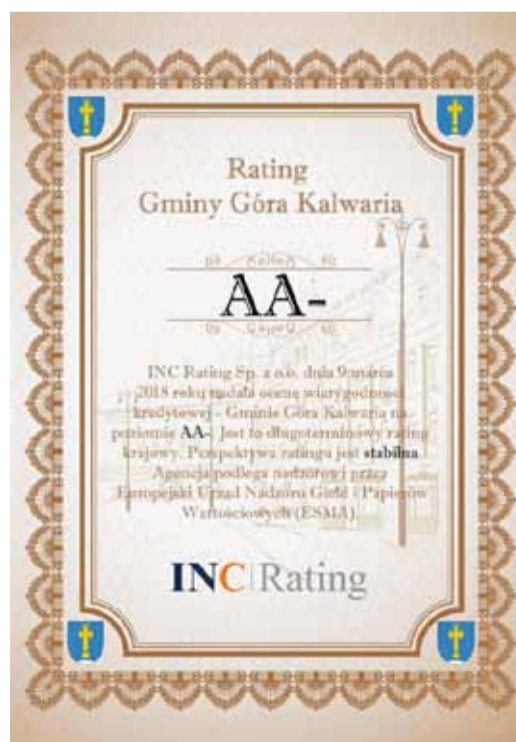 Rating
Gminy Góra Kalwaria
AA-
INC Rating Sp. z o.o. dnia 9 marca
2018 roku nadała ocenę wiarygodności
kredytowej - Gminie Góra Kalwaria na
poziomie AA-. Jest to długoterminowy rating
krajowy. Perspektywa ratingu jest stabilna.
Agencja podlega nadzorowi przez
Europejski Urząd Nadzoru Giełd i Papierów
Wartościowych (ESMA).
INC Rating